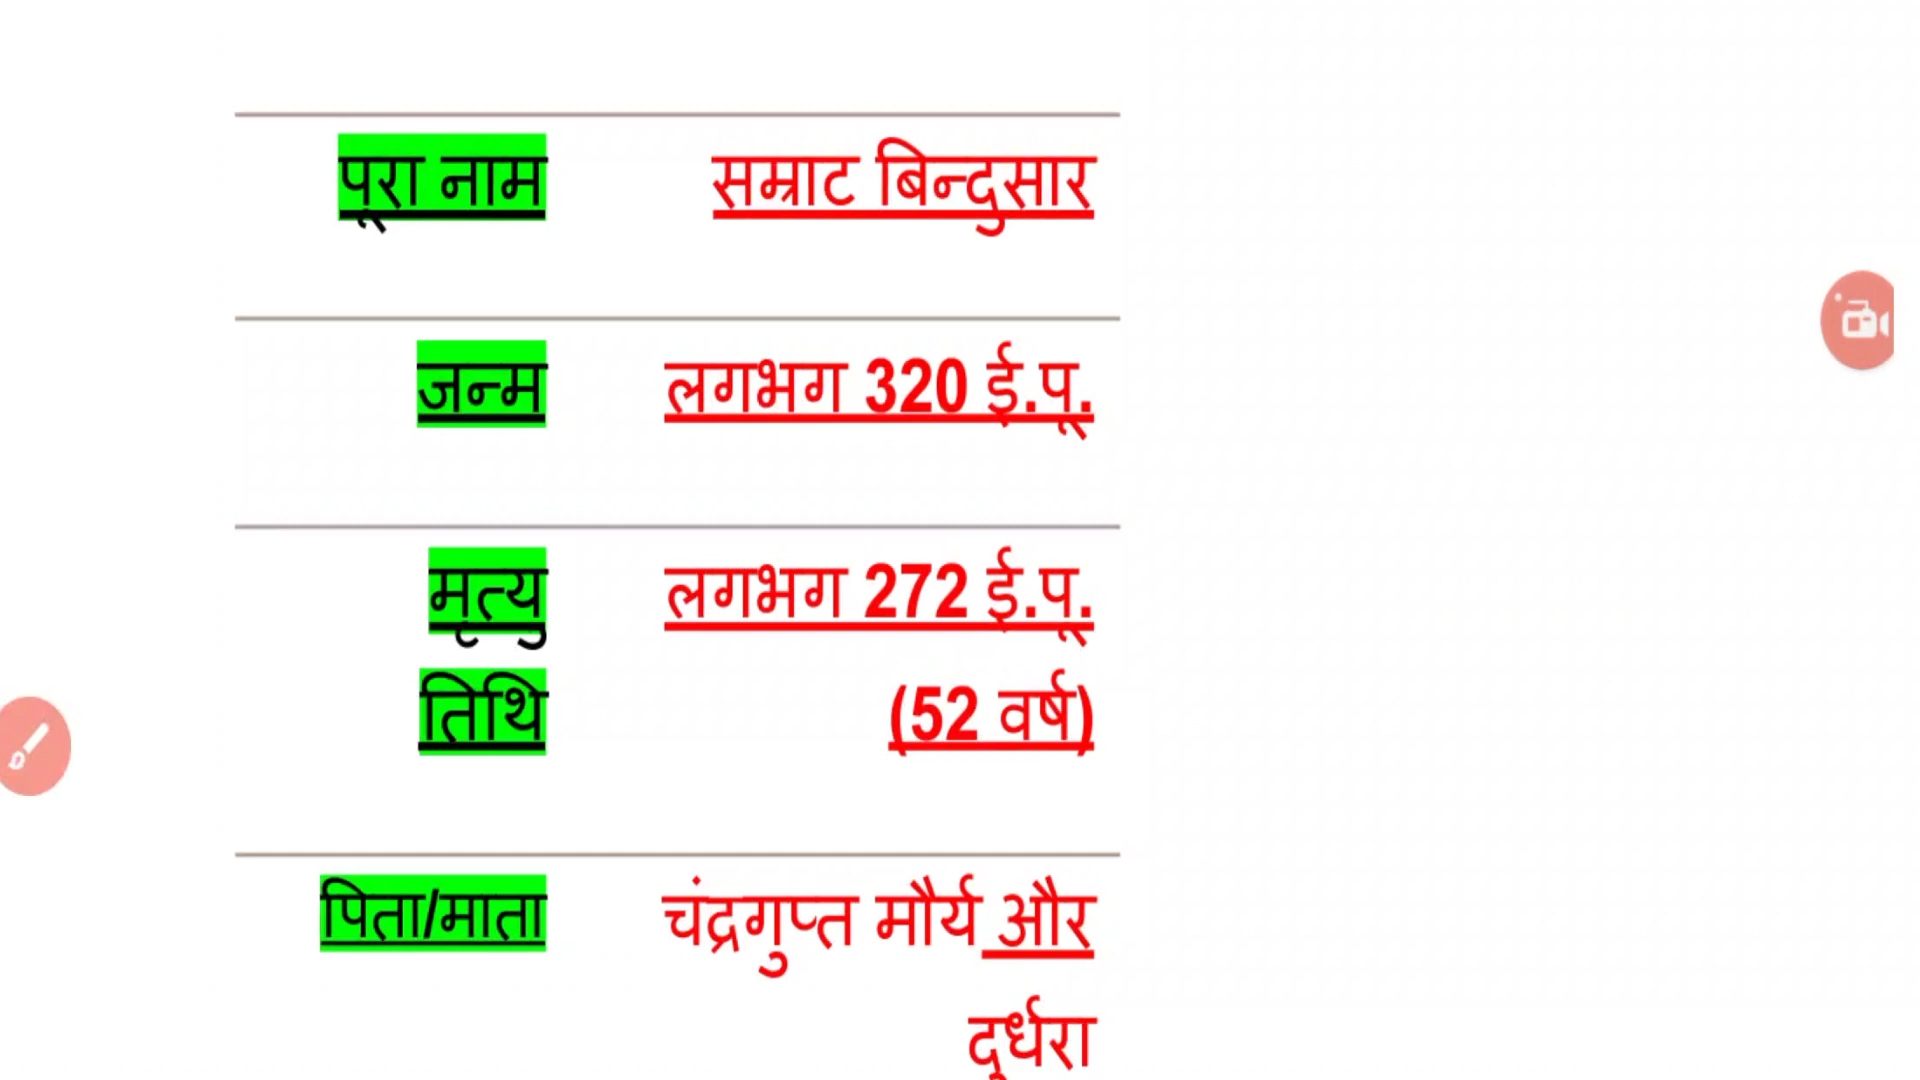 पूरा नाम सम्राट बिन्दुसार
जन्म लगभग 320 ई.पू.
मृत्यु लगभग 272 ई.पू.
तिथि (52 वर्ष)
पिता/माता चंद्रगुप्त मौर्य और
दुर्धरा